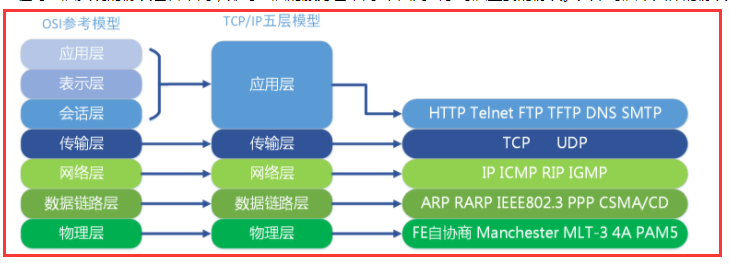 OSI参考模型
TCP/IP五层模型
应用层
表示层
会话层
应用层
HTTP Telnet FTP TFTP DNS SMTP
传输层
传输层
TCP UDP
网络层
网络层
IP ICMP RIP IGMP
数据链路层
数据链路层
ARP RARP IEEE802.3 PPP CSMA/CD
物理层
物理层
FE自协商 Manchester MLT-3 4A PAM5